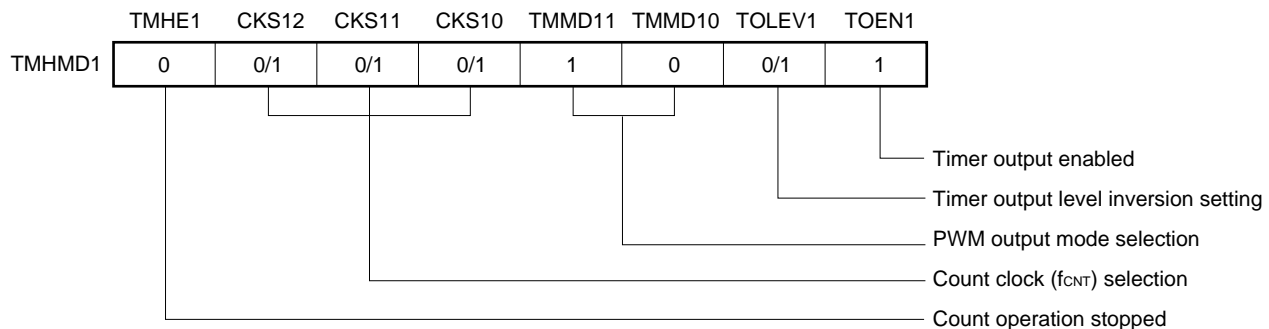 TMHE1 CKS12 CKS11 CKS10 TMMD11 TMMD10 TOLEV1 TOEN1
TMHMD1 0 0/1 0/1 0/1 1 0 0/1 1
Timer output enabled
Timer output level inversion setting
PWM output mode selection
Count clock (fCNT) selection
Count operation stopped